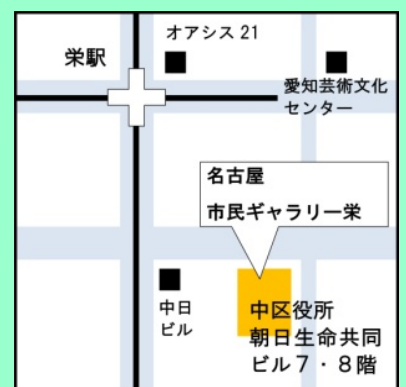 オアシス21
栄駅
愛知芸術文化
センター
名古屋
市民ギャラリー栄
中日
ビル
中区役所
朝日生命共同
ビル7・8階